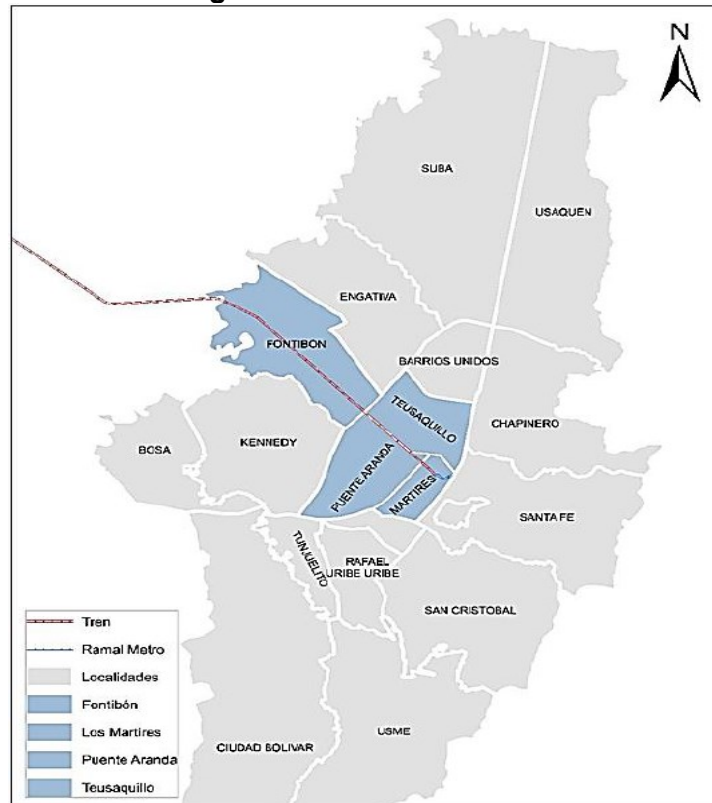 N
SUBA
USAQUEN
ENGATIVA
FONTIBON
BARRIOS UNIDOS
TEUSAQUILLO
CHAPINERO
BOSA
KENNEDY
PUENTE ARANDA
MARTIRES
SANTA FE
TUNJUELITO
RAFAEL
URIBE URIBE
SAN CRISTOBAL
CIUDAD BOLIVAR
USME
Tren
Ramal Metro
Localidades
Fontibón
Los Martires
Puente Aranda
Teusaquillo